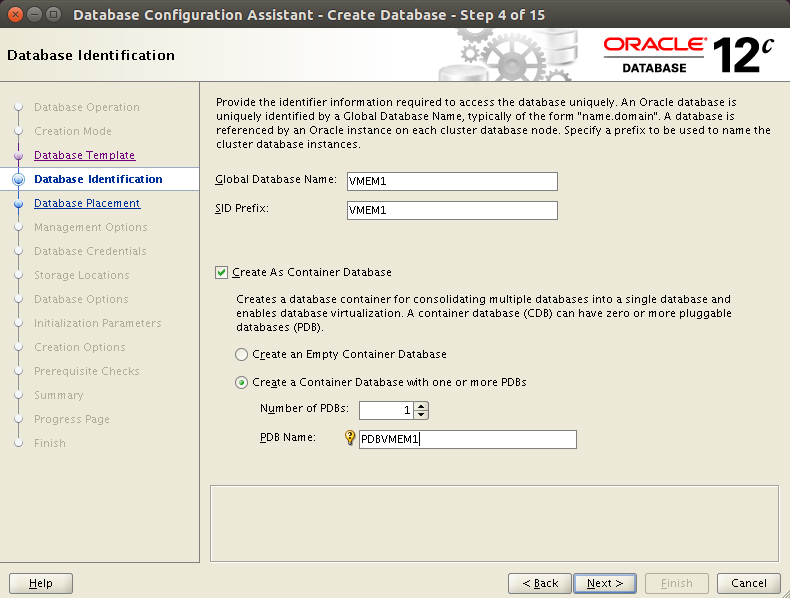 Database Configuration Assistant - Create Database - Step 4 of 15
Database Identification
ORACLE®
DATABASE
12c
Database Operation
Creation Mode
Database Template
Database Identification
Database Placement
Management Options
Database Credentials
Storage Locations
Database Options
Initialization Parameters
Creation Options
Prerequisite Checks
Summary
Progress Page
Finish
Provide the identifier information required to access the database uniquely. An Oracle database is
uniquely identified by a Global Database Name, typically of the form "name.domain". A database is
referenced by an Oracle instance on each cluster database node. Specify a prefix to be used to name the
cluster database instances.
Global Database Name: VMEM1
SID Prefix: VMEM1
Create As Container Database
Creates a database container for consolidating multiple databases into a single database and
enables database virtualization. A container database (CDB) can have zero or more pluggable
databases (PDB).
Create an Empty Container Database
Create a Container Database with one or more PDBs
Number of PDBs: 1
PDB Name: PDBVMEM1
Help
< Back
Next >
Finish
Cancel